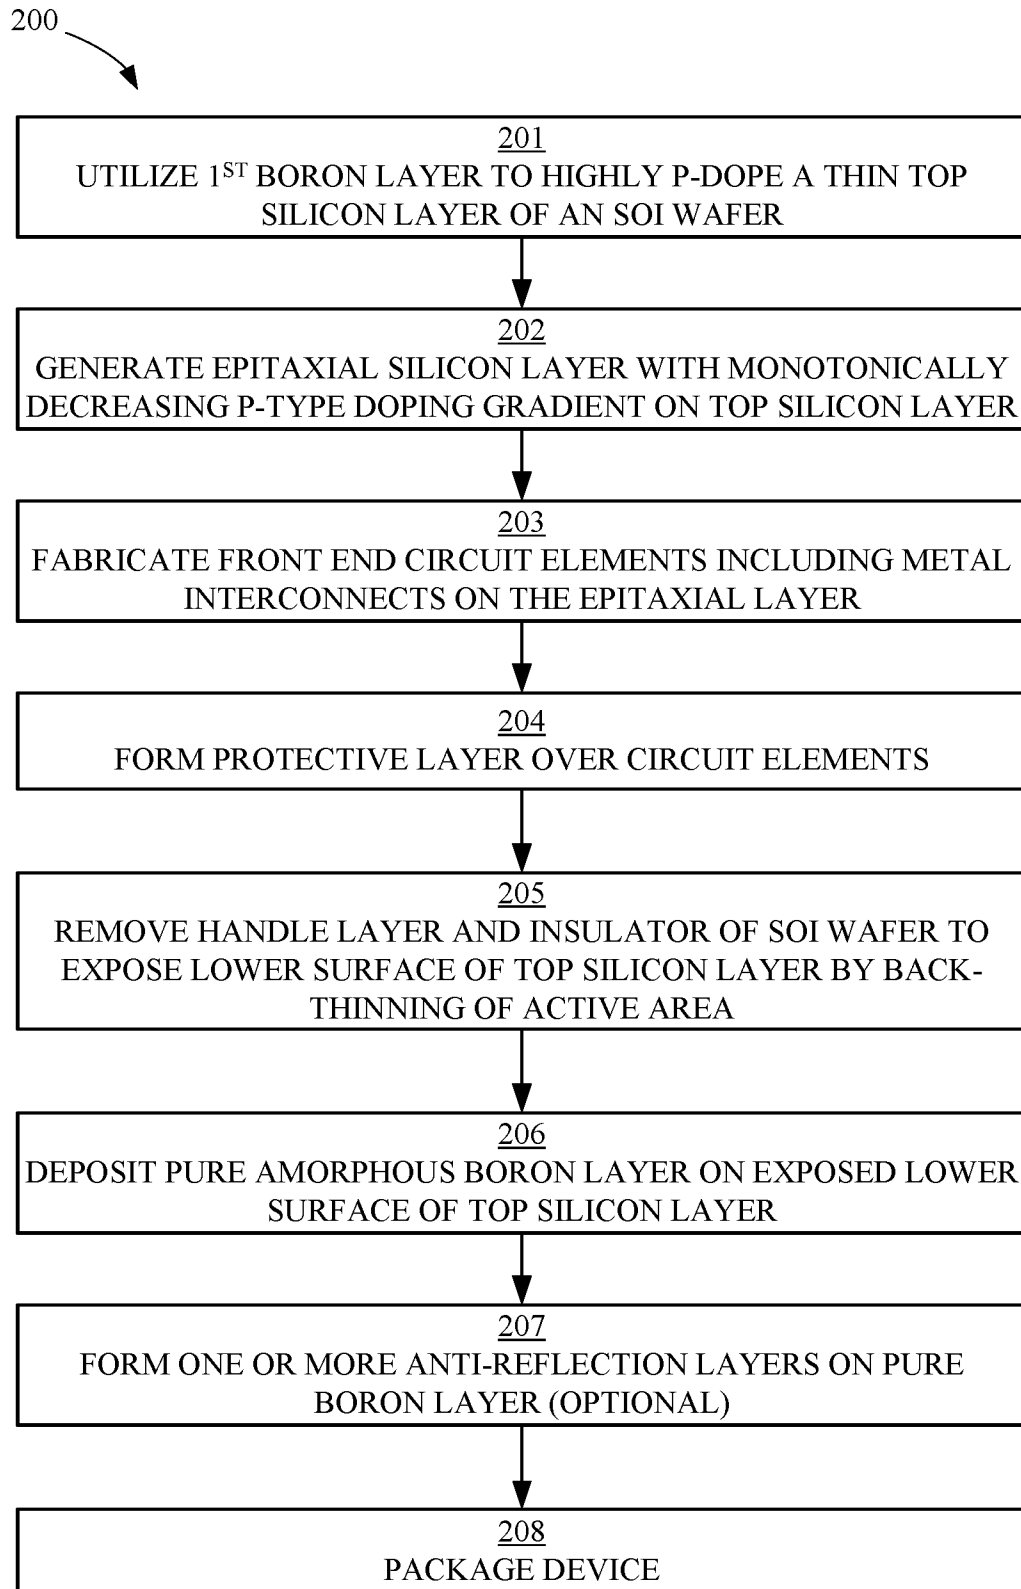 200
201
UTILIZE 1ST BORON LAYER TO HIGHLY P-DOPE A THIN TOP
SILICON LAYER OF AN SOI WAFER
202
GENERATE EPITAXIAL SILICON LAYER WITH MONOTONICALLY
DECREASING P-TYPE DOPING GRADIENT ON TOP SILICON LAYER
203
FABRICATE FRONT END CIRCUIT ELEMENTS INCLUDING METAL
INTERCONNECTS ON THE EPITAXIAL LAYER
204
FORM PROTECTIVE LAYER OVER CIRCUIT ELEMENTS
205
REMOVE HANDLE LAYER AND INSULATOR OF SOI WAFER TO
EXPOSE LOWER SURFACE OF TOP SILICON LAYER BY BACK-
THINNING OF ACTIVE AREA
206
DEPOSIT PURE AMORPHOUS BORON LAYER ON EXPOSED LOWER
SURFACE OF TOP SILICON LAYER
207
FORM ONE OR MORE ANTI-REFLECTION LAYERS ON PURE
BORON LAYER (OPTIONAL)
208
PACKAGE DEVICE